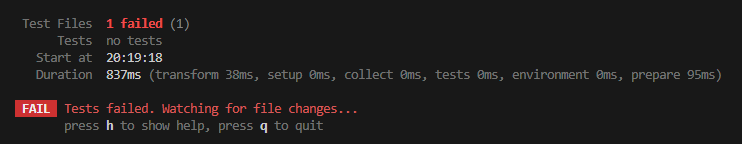 Test Files 1 failed (1)
Tests no tests
Start at 20:19:18
Duration 837ms (transform 38ms, setup 0ms, collect 0ms, tests 0ms, environment 0ms, prepare 95ms)
FAIL Tests failed. Watching for file changes...
press h to show help, press q to quit